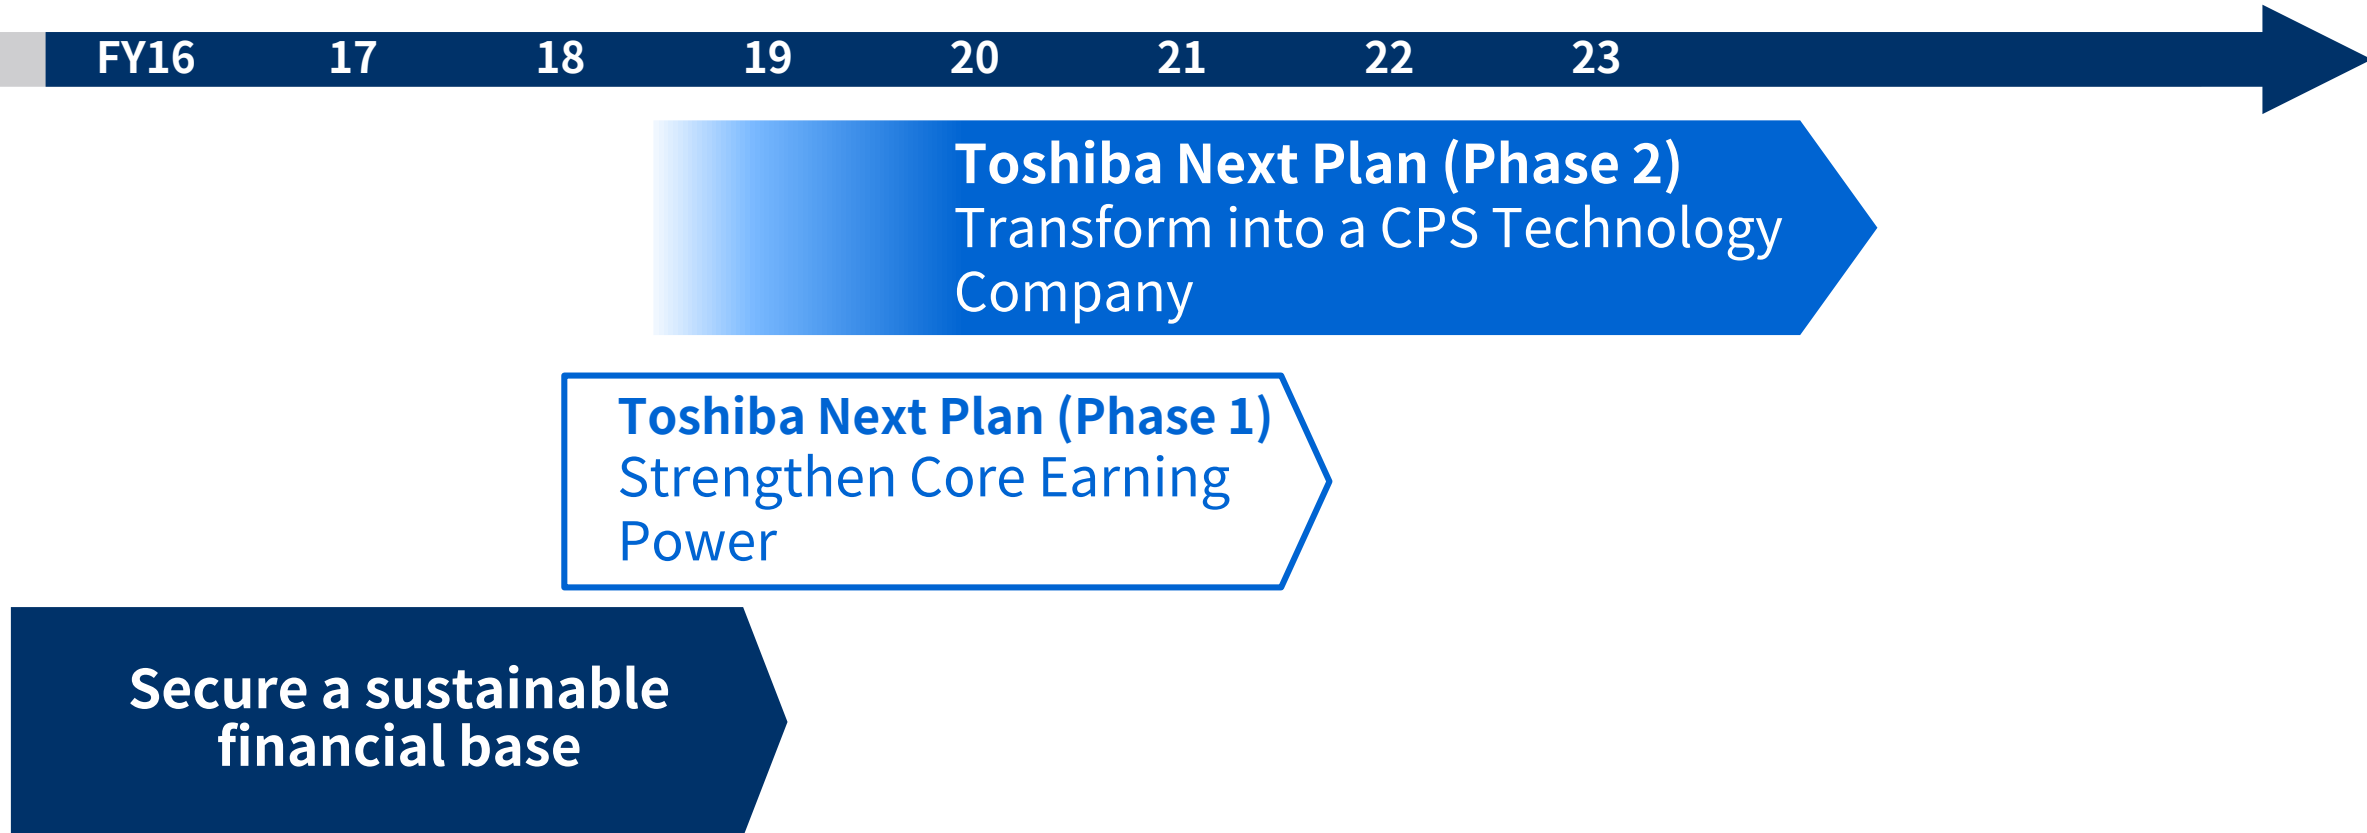 FY16 17 18 19 20 21 22 23
Toshiba Next Plan (Phase 2)
Transform into a CPS Technology
Company
Toshiba Next Plan (Phase 1)
Strengthen Core Earning
Power
Secure a sustainable
financial base